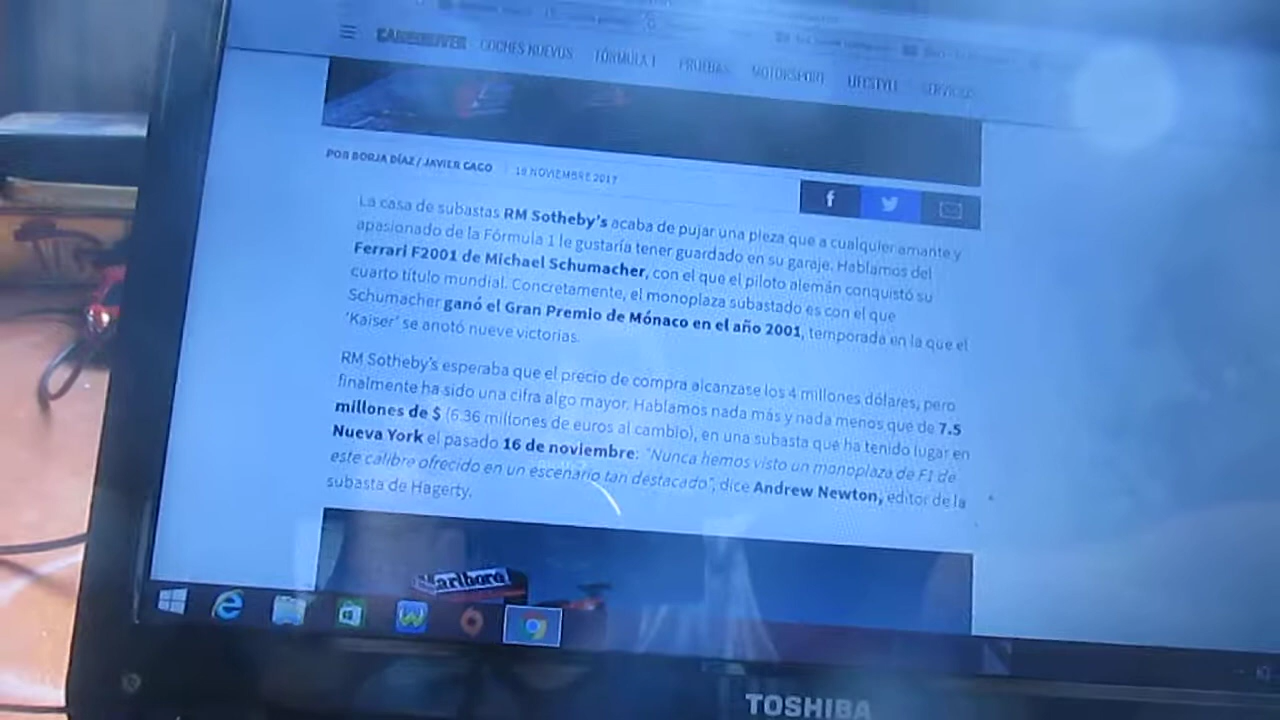 CAR&DRIVER COCHES NUEVOS FÓRMULA 1 PRUEBAS MOTORSPORT LIFESTYLE SERVICIOS
POR BORJA DÍAZ / JAVIER GACO 16 NOVIEMBRE 2017
La casa de subastas RM Sotheby's acaba de pujar una pieza que a cualquier amante y
apasionado de la Fórmula 1 le gustaría tener guardado en su garaje. Hablamos del
Ferrari F2001 de Michael Schumacher, con el que el piloto alemán conquistó su
cuarto título mundial. Concretamente, el monoplaza subastado es con el que
Schumacher ganó el Gran Premio de Mónaco en el año 2001, temporada en la que el
'Kaiser' se anotó nueve victorias.
RM Sotheby's esperaba que el precio de compra alcanzase los 4 millones dólares, pero
finalmente ha sido una cifra algo mayor. Hablamos nada más y nada menos que de 7.5
millones de $ (6.36 millones de euros al cambio), en una subasta que ha tenido lugar en
Nueva York el pasado 16 de noviembre: "Nunca hemos visto un monoplaza de F1 de
este calibre ofrecido en un escenario tan destacado", dice Andrew Newton, editor de la
subasta de Hagerty.
Marlboro
TOSHIBA